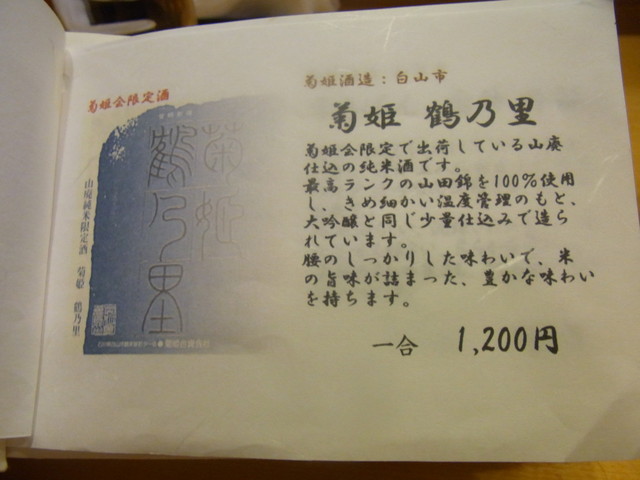 菊姫会限定酒
菊姫
鶴乃里
山廃純米限定酒 菊姫 鶴乃里
菊姫酒造:白山市
菊姫 鶴乃里
菊姫会限定で出荷している山廃
仕込の純米酒です。
最高ランクの山田錦を100%使用
し、きめ細かい温度管理のもと、
大吟醸と同じ少量仕込みで造ら
れています。
腰のしっかりした味わいで、米
の旨味が詰まった、豊かな味わい
を持ちます。
一合 1,200円